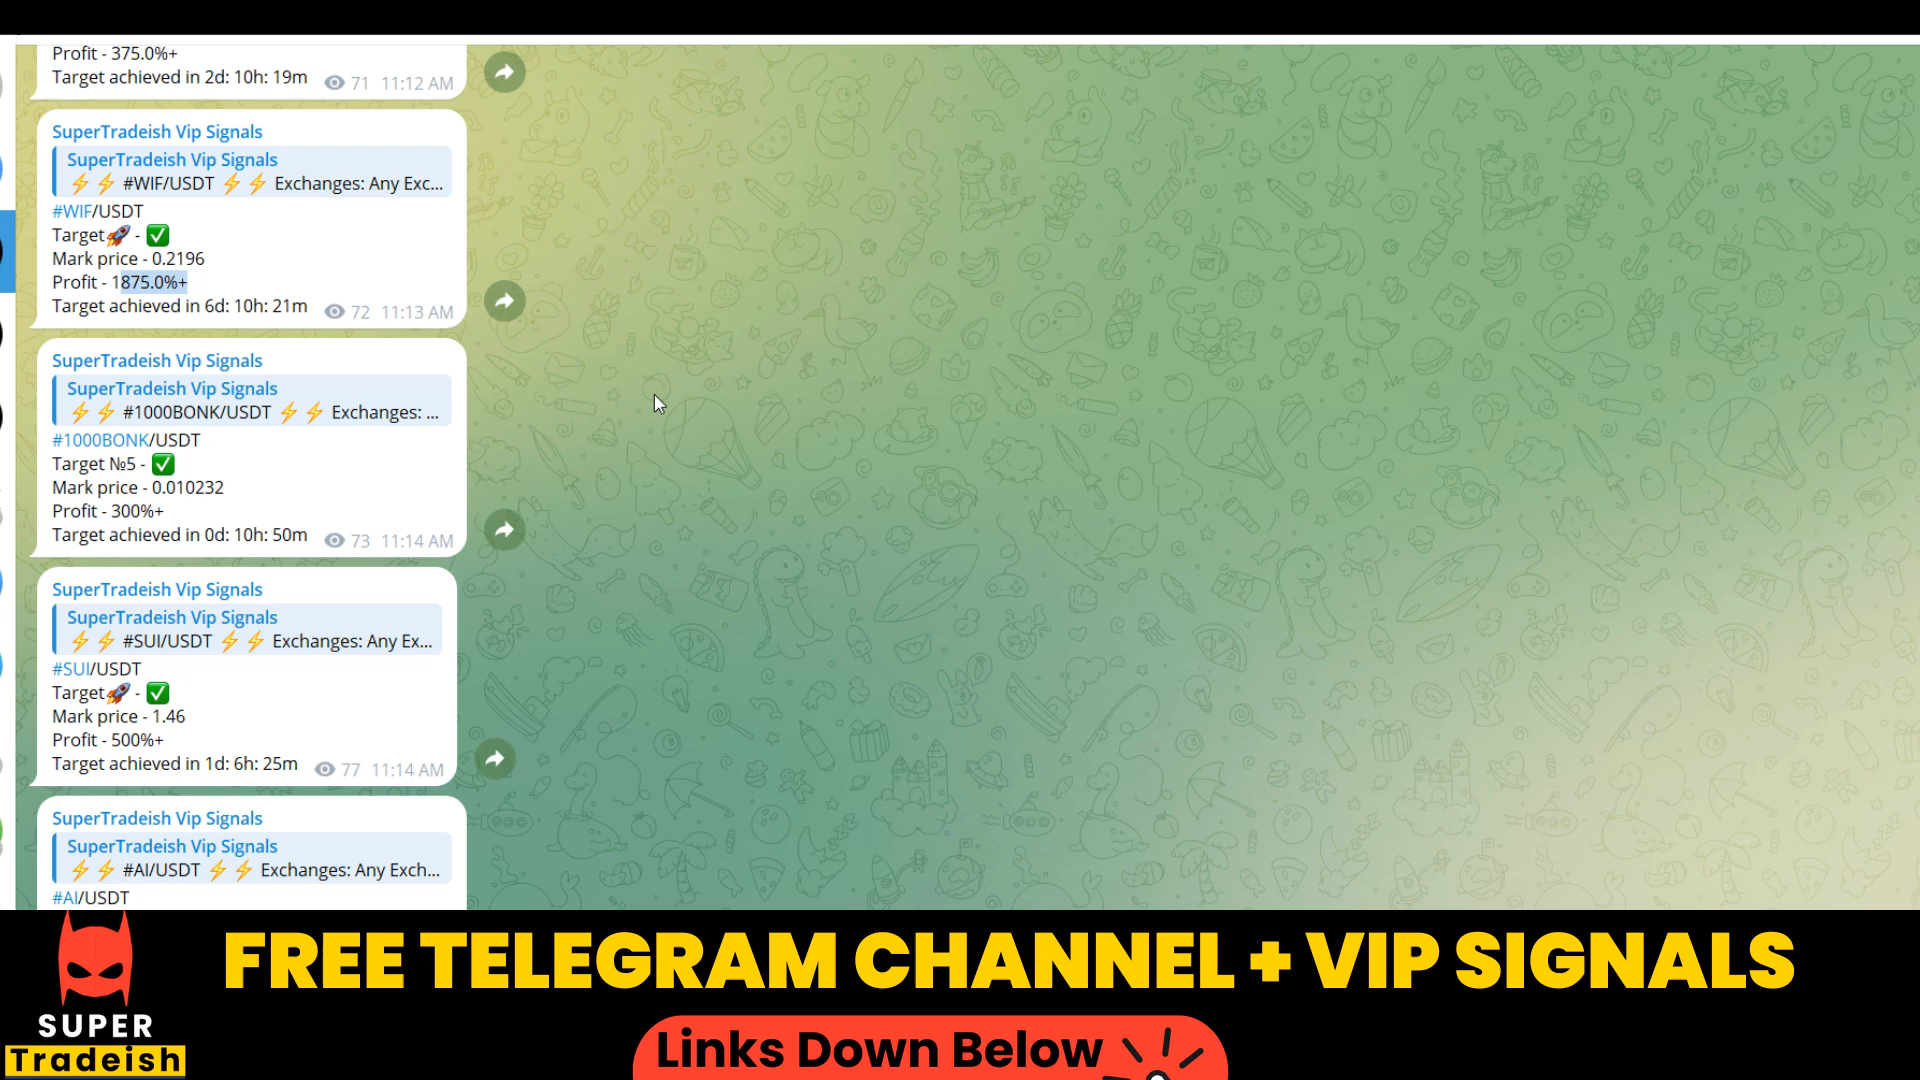 Profit - 375.0%+
Target achieved in 2d: 10h: 19m 71 11:12 AM
SuperTradeish Vip Signals
SuperTradeish Vip Signals
⚡⚡ #WIF/USDT ⚡⚡ Exchanges: Any Exc...
#WIF/USDT
Target🚀 - ✅
Mark price - 0.2196
Profit - 1875.0%+
Target achieved in 6d: 10h: 21m 72 11:13 AM
SuperTradeish Vip Signals
SuperTradeish Vip Signals
⚡⚡ #1000BONK/USDT ⚡⚡ Exchanges: ...
#1000BONK/USDT
Target №5 - ✅
Mark price - 0.010232
Profit - 300%+
Target achieved in 0d: 10h: 50m 73 11:14 AM
SuperTradeish Vip Signals
SuperTradeish Vip Signals
⚡⚡ #SUI/USDT ⚡⚡ Exchanges: Any Ex...
#SUI/USDT
Target🚀 - ✅
Mark price - 1.46
Profit - 500%+
Target achieved in 1d: 6h: 25m 77 11:14 AM
SuperTradeish Vip Signals
SuperTradeish Vip Signals
⚡⚡ #AI/USDT ⚡⚡ Exchanges: Any Exch...
#AI/USDT
FREE TELEGRAM CHANNEL + VIP SIGNALS
SUPER
Tradeish
Links Down Below